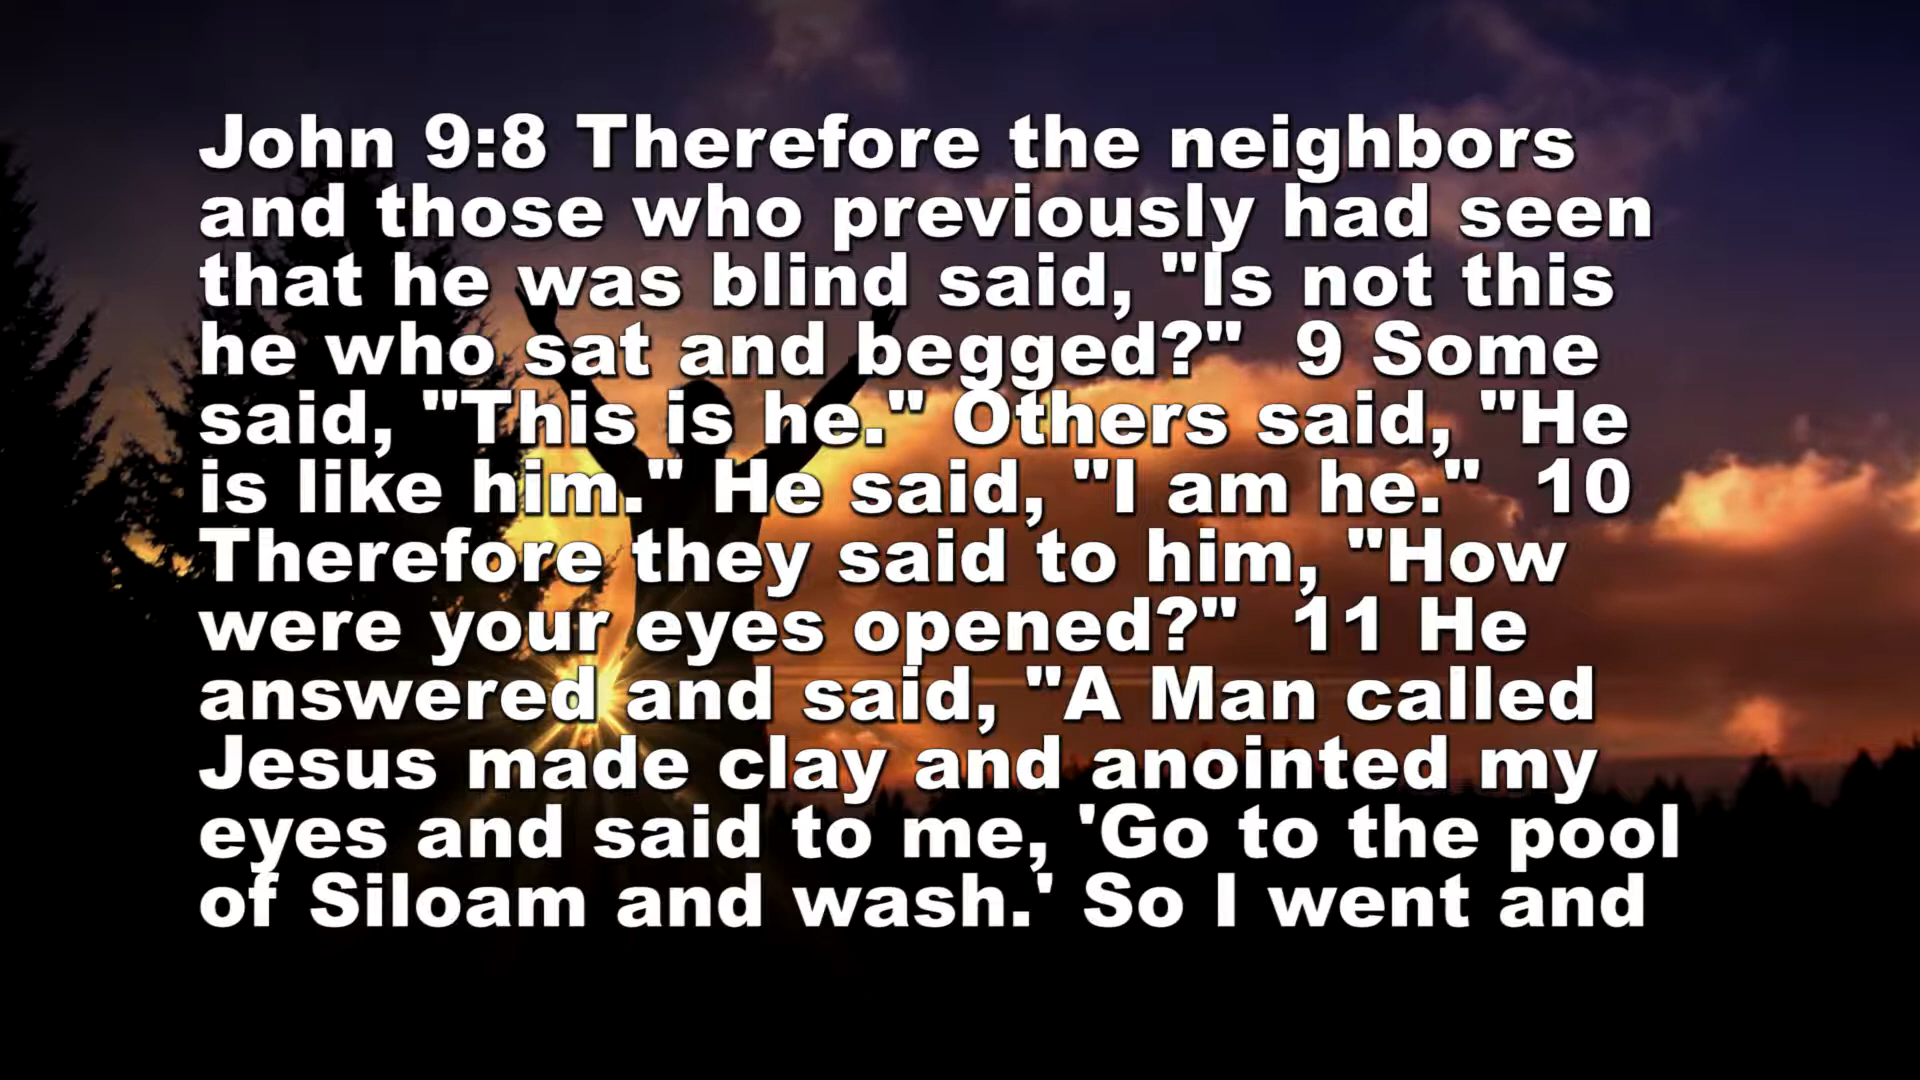 John 9:8 Therefore the neighbors
and those who previously had seen
that he was blind said, "Is not this
he who sat and begged?"  9 Some
said, "This is he." Others said, "He
is like him." He said, "I am he."  10
Therefore they said to him, "How
were your eyes opened?"  11 He
answered and said, "A Man called
Jesus made clay and anointed my
eyes and said to me, 'Go to the pool
of Siloam and wash.' So I went and